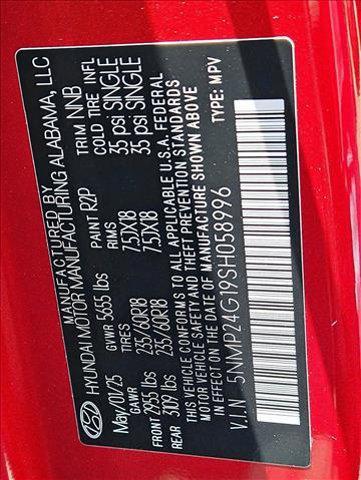 MANUFACTURED BY
HYUNDAI MOTOR MANUFACTURING ALABAMA, LLC
May/01/25 GVWR 5655 lbs PAINT R2P TRIM NNB
GAWR TIRES RIMS COLD TIRE INFL
FRONT 2955 lbs 235/60R18 7.5JX18 35 psi SINGLE
REAR 3109 lbs 235/60R18 7.5JX18 35 psi SINGLE
THIS VEHICLE CONFORMS TO ALL APPLICABLE U.S.A. FEDERAL
MOTOR VEHICLE SAFETY AND THEFT PREVENTION STANDARDS
IN EFFECT ON THE DATE OF MANUFACTURE SHOWN ABOVE
V.I.N 5NMP24G19SH058996 TYPE: MPV